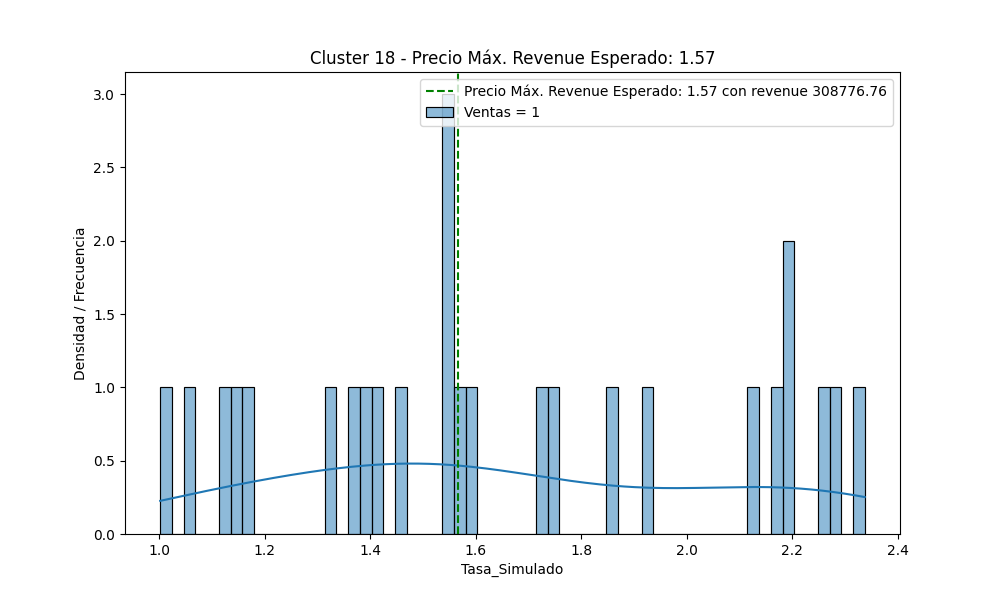 Cluster 18 - Precio Máx. Revenue Esperado: 1.57
Precio Máx. Revenue Esperado: 1.57 con revenue 308776.76
Ventas = 1
Densidad / Frecuencia
3.0
2.5
2.0
1.5
1.0
0.5
0.0
1.0 1.2 1.4 1.6 1.8 2.0 2.2 2.4
Tasa_Simulado